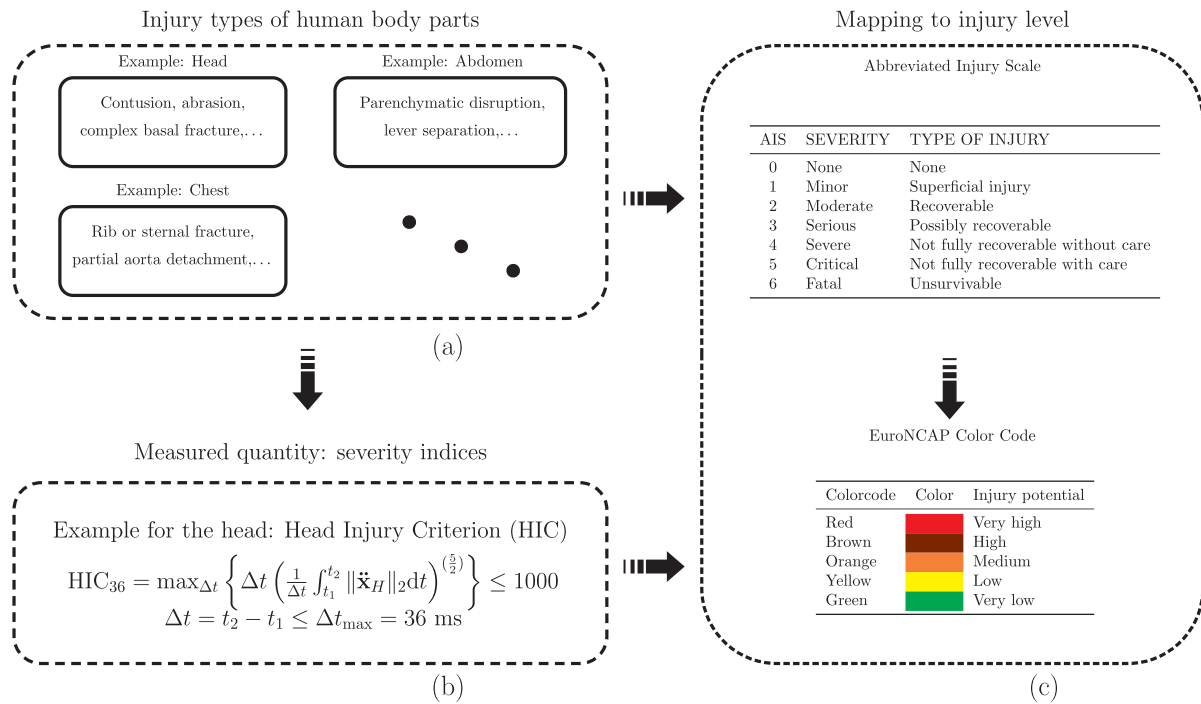 Injury types of human body parts
Example: Head
Contusion, abrasion,
complex basal fracture,...
Example: Abdomen
Parenchymatic disruption,
lever separation,...
Example: Chest
Rib or sternal fracture,
partial aorta detachment,...
(a)
Measured quantity: severity indices
Example for the head: Head Injury Criterion (HIC)
HIC₃₆ = max_Δt { Δt ( 1/Δt ∫_{t₁}^{t₂} ‖ẍ_H‖₂dt )^(5/2) } ≤ 1000
Δt = t₂ − t₁ ≤ Δt_max = 36 ms
(b)
Mapping to injury level
Abbreviated Injury Scale
AIS SEVERITY TYPE OF INJURY
0 None None
1 Minor Superficial injury
2 Moderate Recoverable
3 Serious Possibly recoverable
4 Severe Not fully recoverable without care
5 Critical Not fully recoverable with care
6 Fatal Unsurvivable
EuroNCAP Color Code
Colorcode Color Injury potential
Red Very high
Brown High
Orange Medium
Yellow Low
Green Very low
(c)